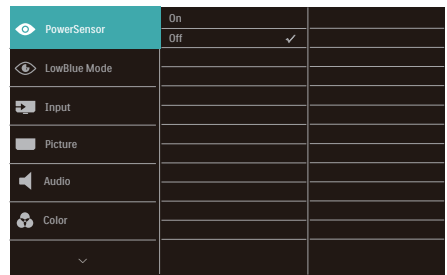 PowerSensor
On
Off
LowBlue Mode
Input
Picture
Audio
Color